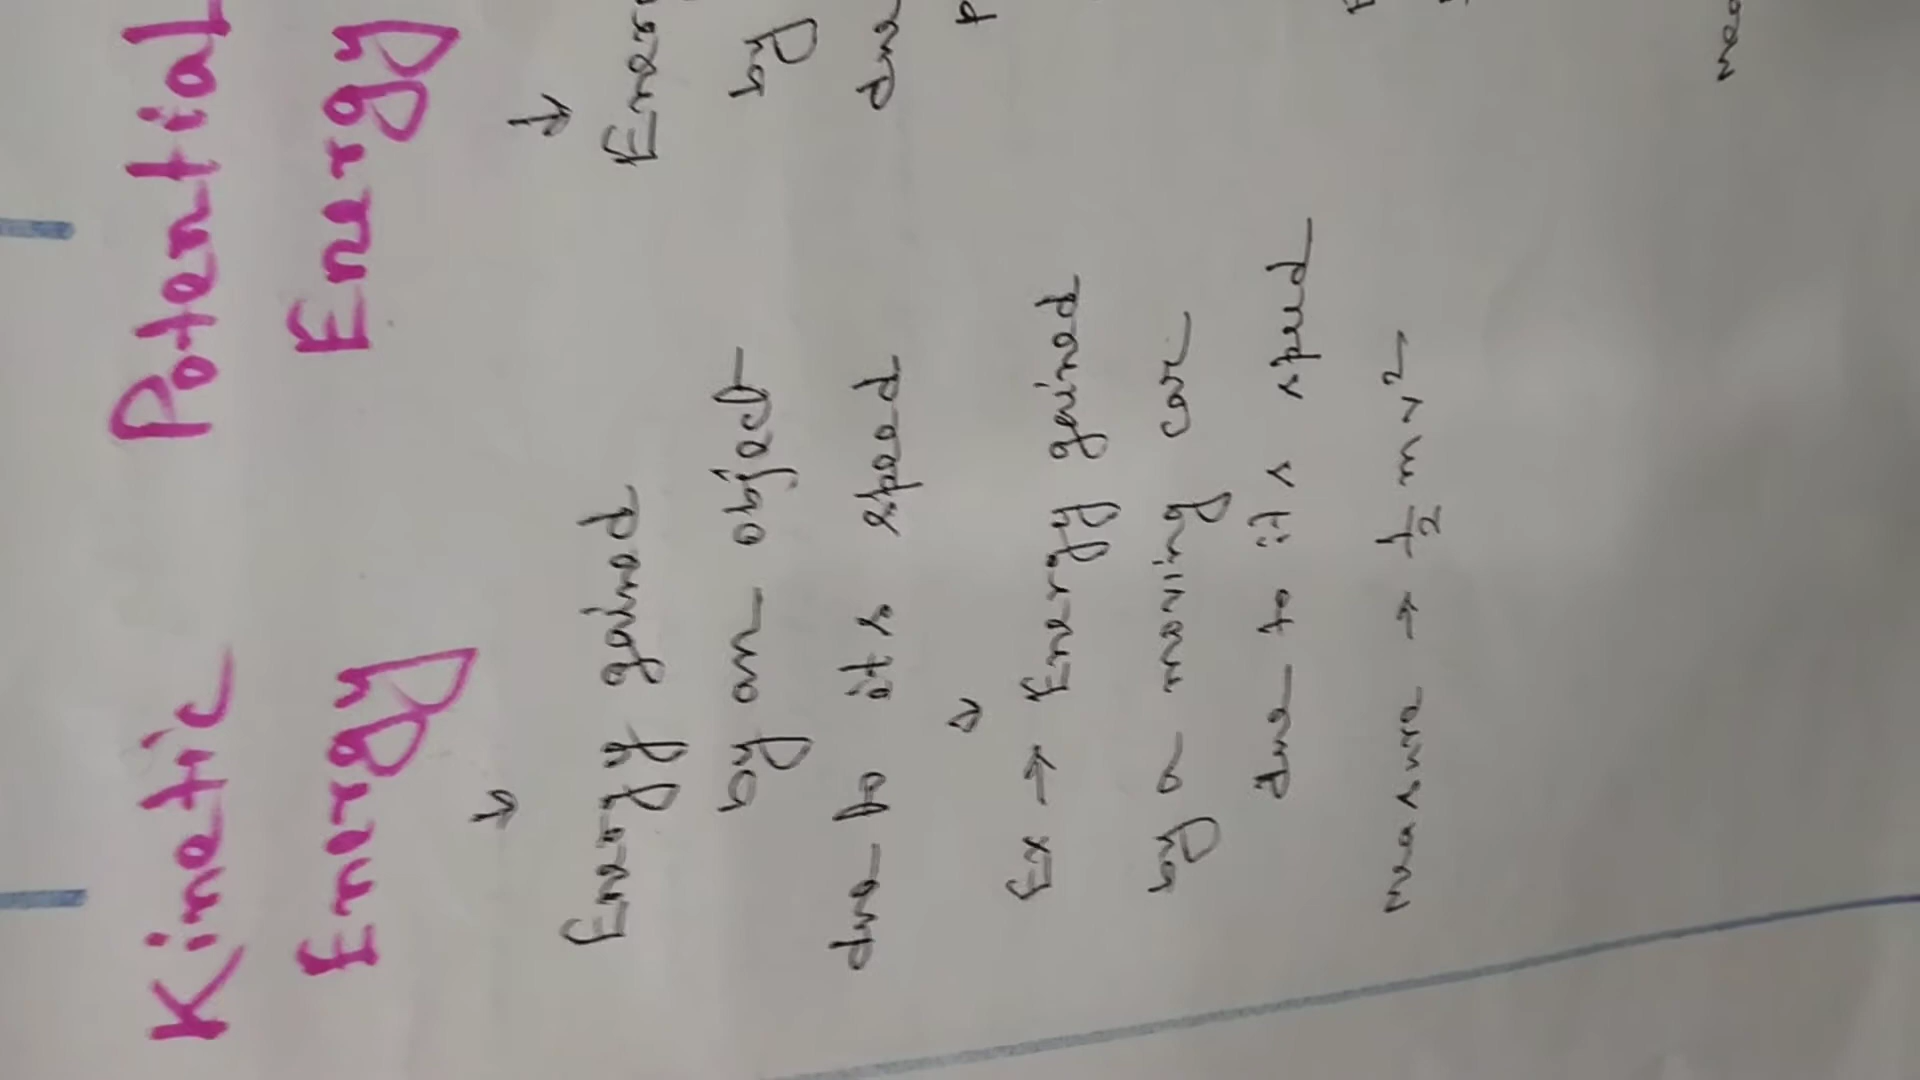 Kinetic
Energy
Energy gained
by an object
due to it s speed
Ex → Energy gained
by a moving car
due to it s speed
measure → 1/2 mv²
Potential
Energy
by